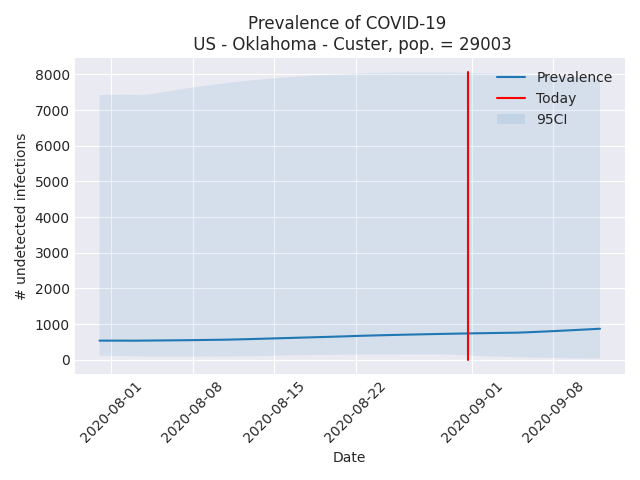 Prevalence of COVID-19
US - Oklahoma - Custer, pop. = 29003
8000
7000
6000
5000
4000
3000
2000
1000
0
# undetected infections
Prevalence
Today
95CI
2020-08-01
2020-08-08
2020-08-15
2020-08-22
2020-09-01
2020-09-08
Date